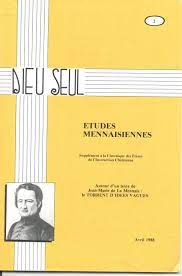 2
DIEU SEUL
ETUDES
MENNAISIENNES
Supplément à la Chronique des Frères
de l'Instruction Chrétienne
Autour d'un texte de
Jean-Marie de La Mennais :
le TORRENT D'IDEES VAGUES
Avril 1988